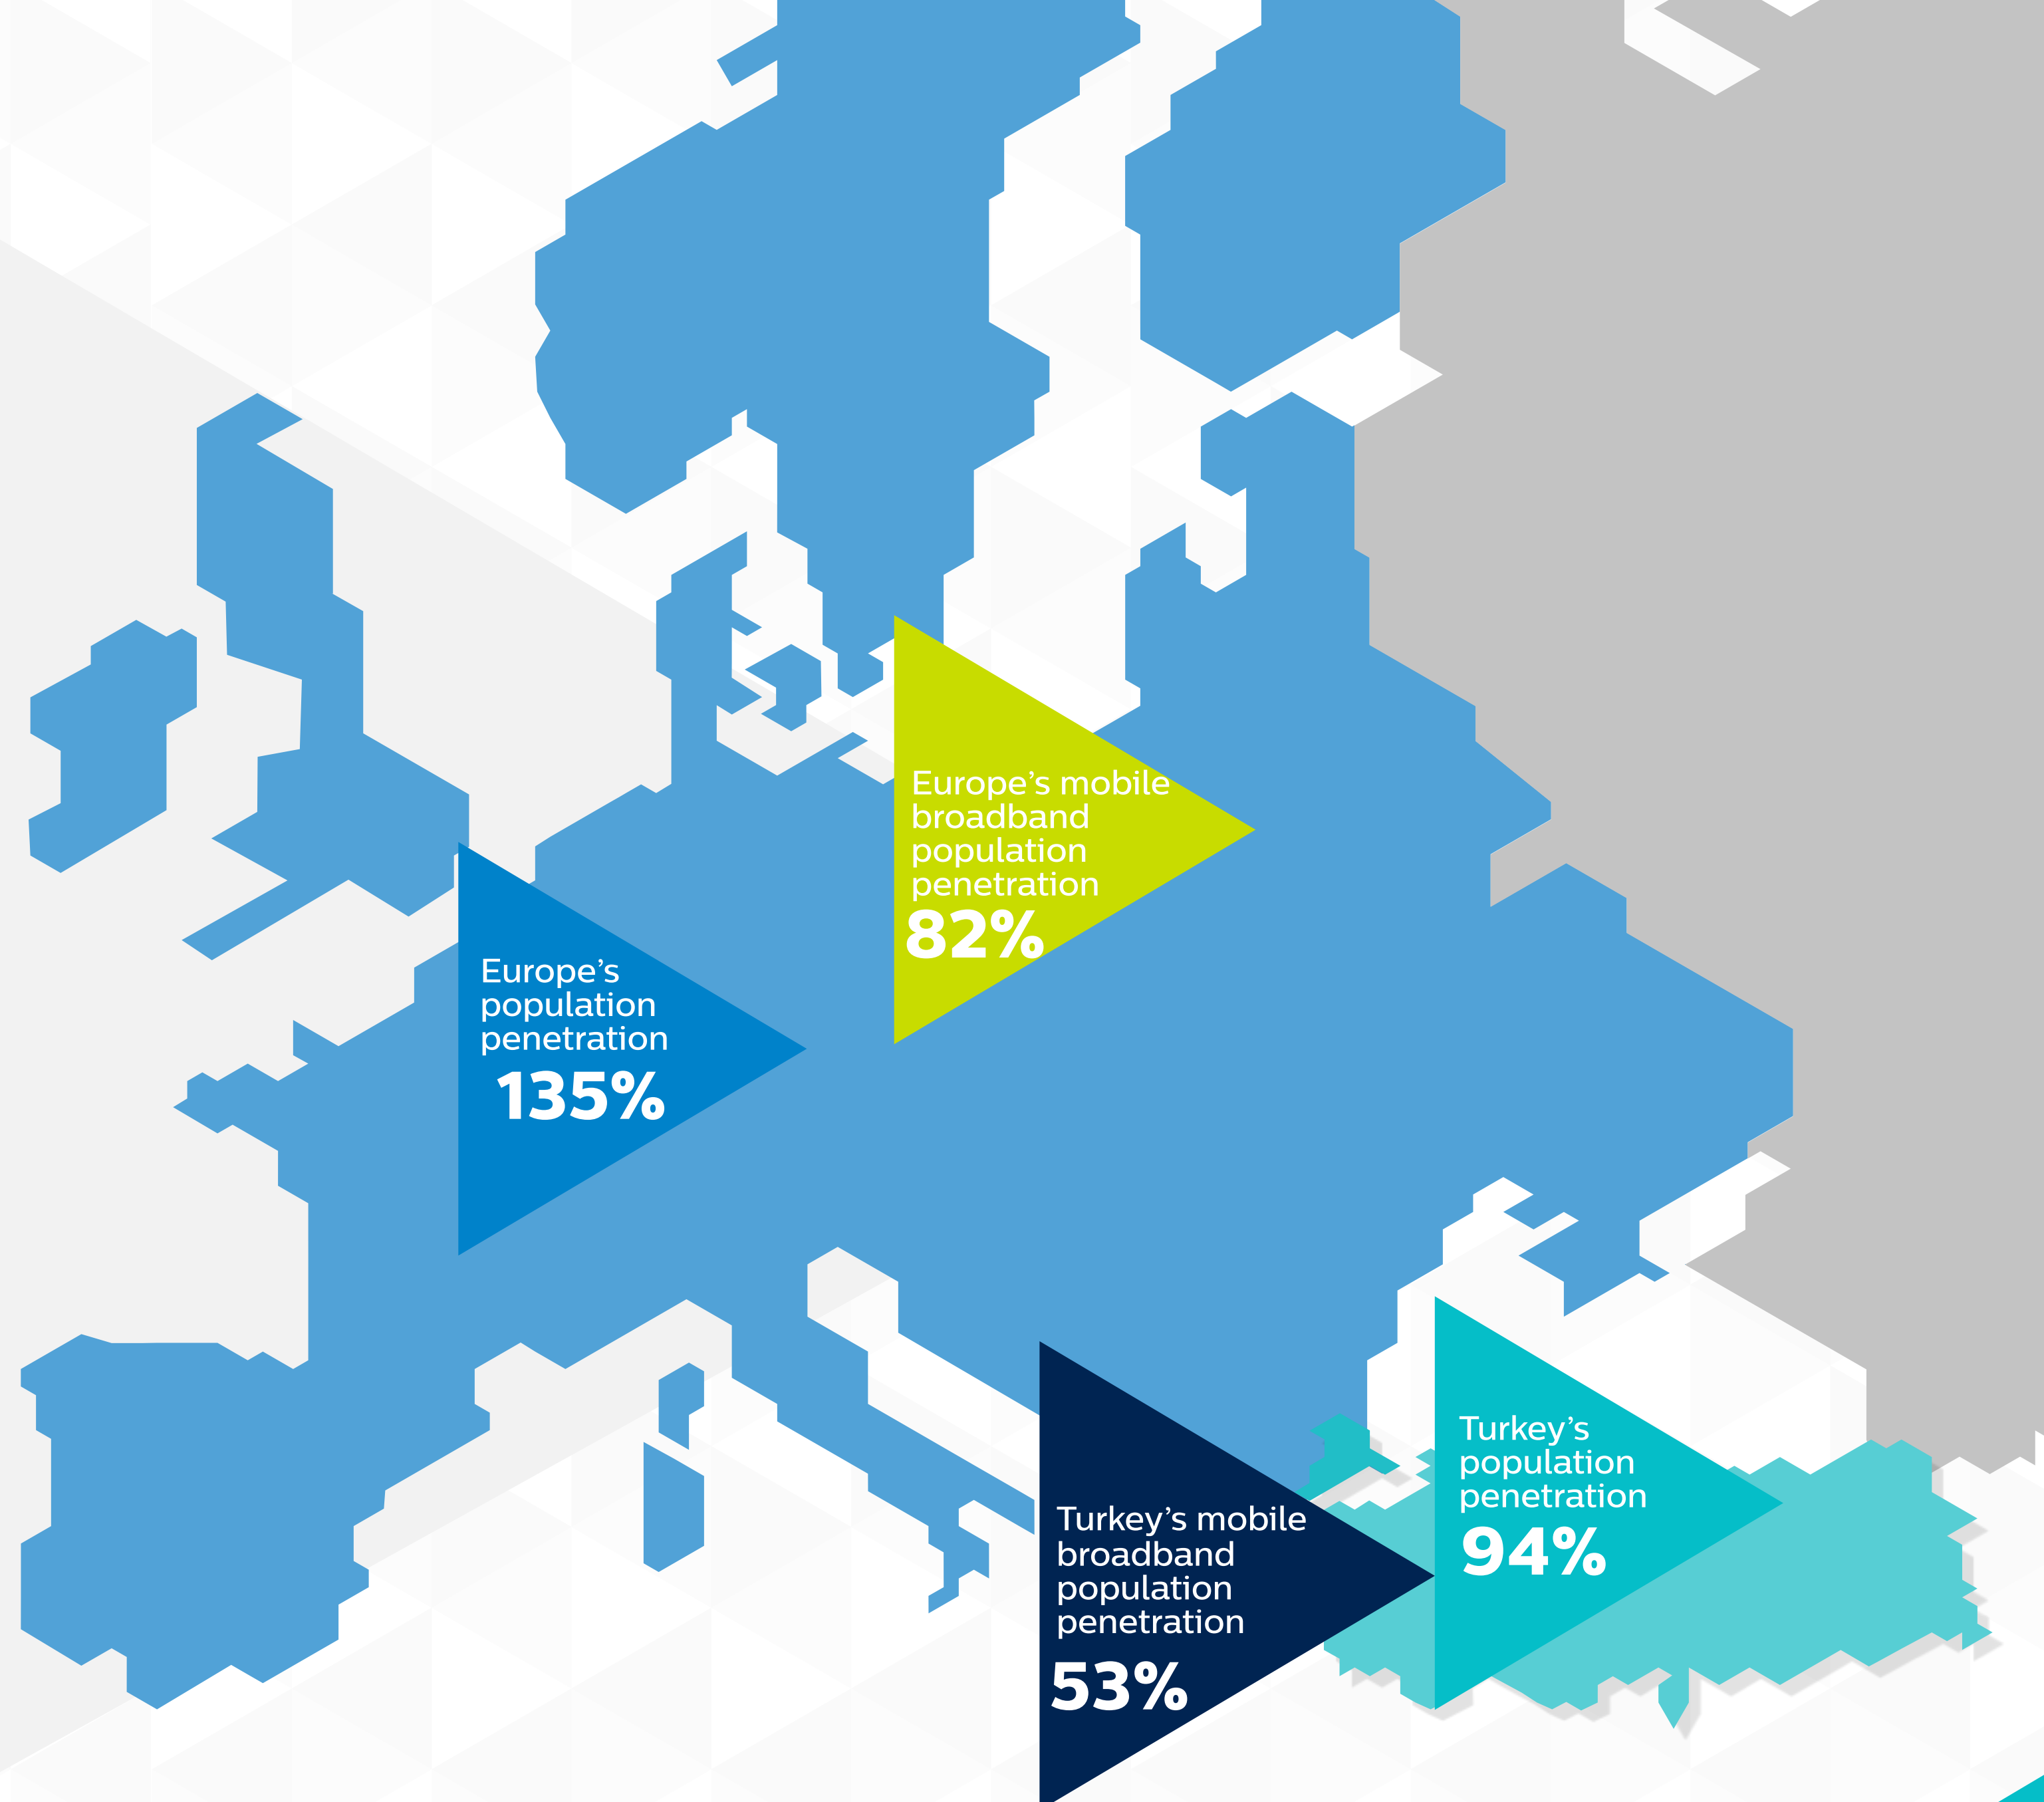 Europe’s mobile
broadband
population
penetration
82%
Europe’s
population
penetration
135%
Turkey’s
population
penetration
94%
Turkey’s mobile
broadband
population
penetration
53%